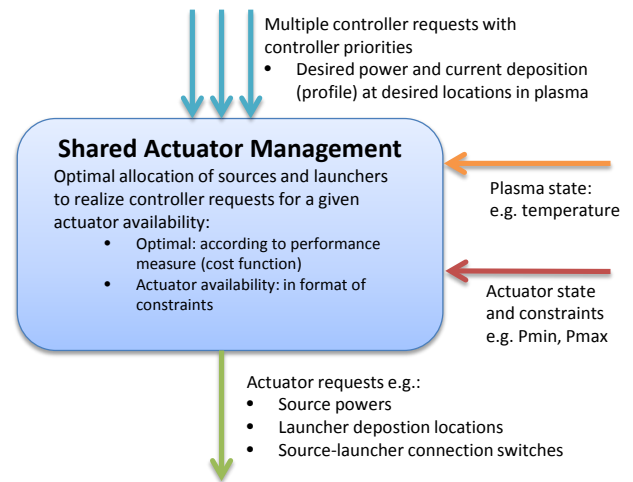 Multiple controller requests with
controller priorities
• Desired power and current deposition
(profile) at desired locations in plasma
Shared Actuator Management
Optimal allocation of sources and launchers
to realize controller requests for a given
actuator availability:
• Optimal: according to performance
measure (cost function)
• Actuator availability: in format of
constraints
Plasma state:
e.g. temperature
Actuator state
and constraints
e.g. Pmin, Pmax
Actuator requests e.g.:
• Source powers
• Launcher depostion locations
• Source-launcher connection switches